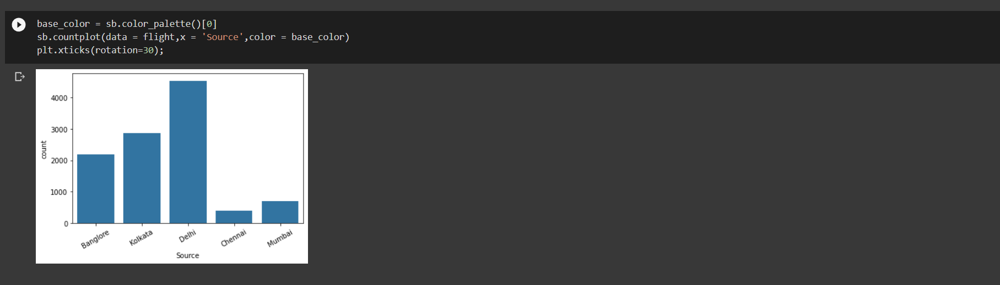 base_color = sb.color_palette()[0]
sb.countplot(data = flight,x = 'Source',color = base_color)
plt.xticks(rotation=30);
4000
3000
2000
1000
0
count
Banglore Kolkata Delhi Chennai Mumbai
Source